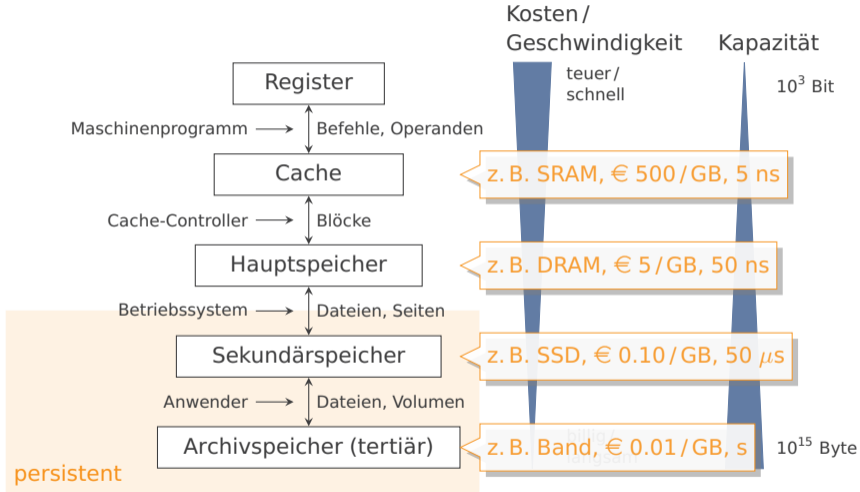 Kosten/
Geschwindigkeit
Kapazität
Register
teuer/
schnell
10³ Bit
Maschinenprogramm
Befehle, Operanden
Cache
z. B. SRAM, € 500/GB, 5 ns
Cache-Controller
Blöcke
Hauptspeicher
z. B. DRAM, € 5/GB, 50 ns
Betriebssystem
Dateien, Seiten
Sekundärspeicher
z. B. SSD, € 0.10/GB, 50 μs
Anwender
Dateien, Volumen
Archivspeicher (tertiär)
z. B. Band, € 0.01/GB, s
billig/
langsam
10¹⁵ Byte
persistent